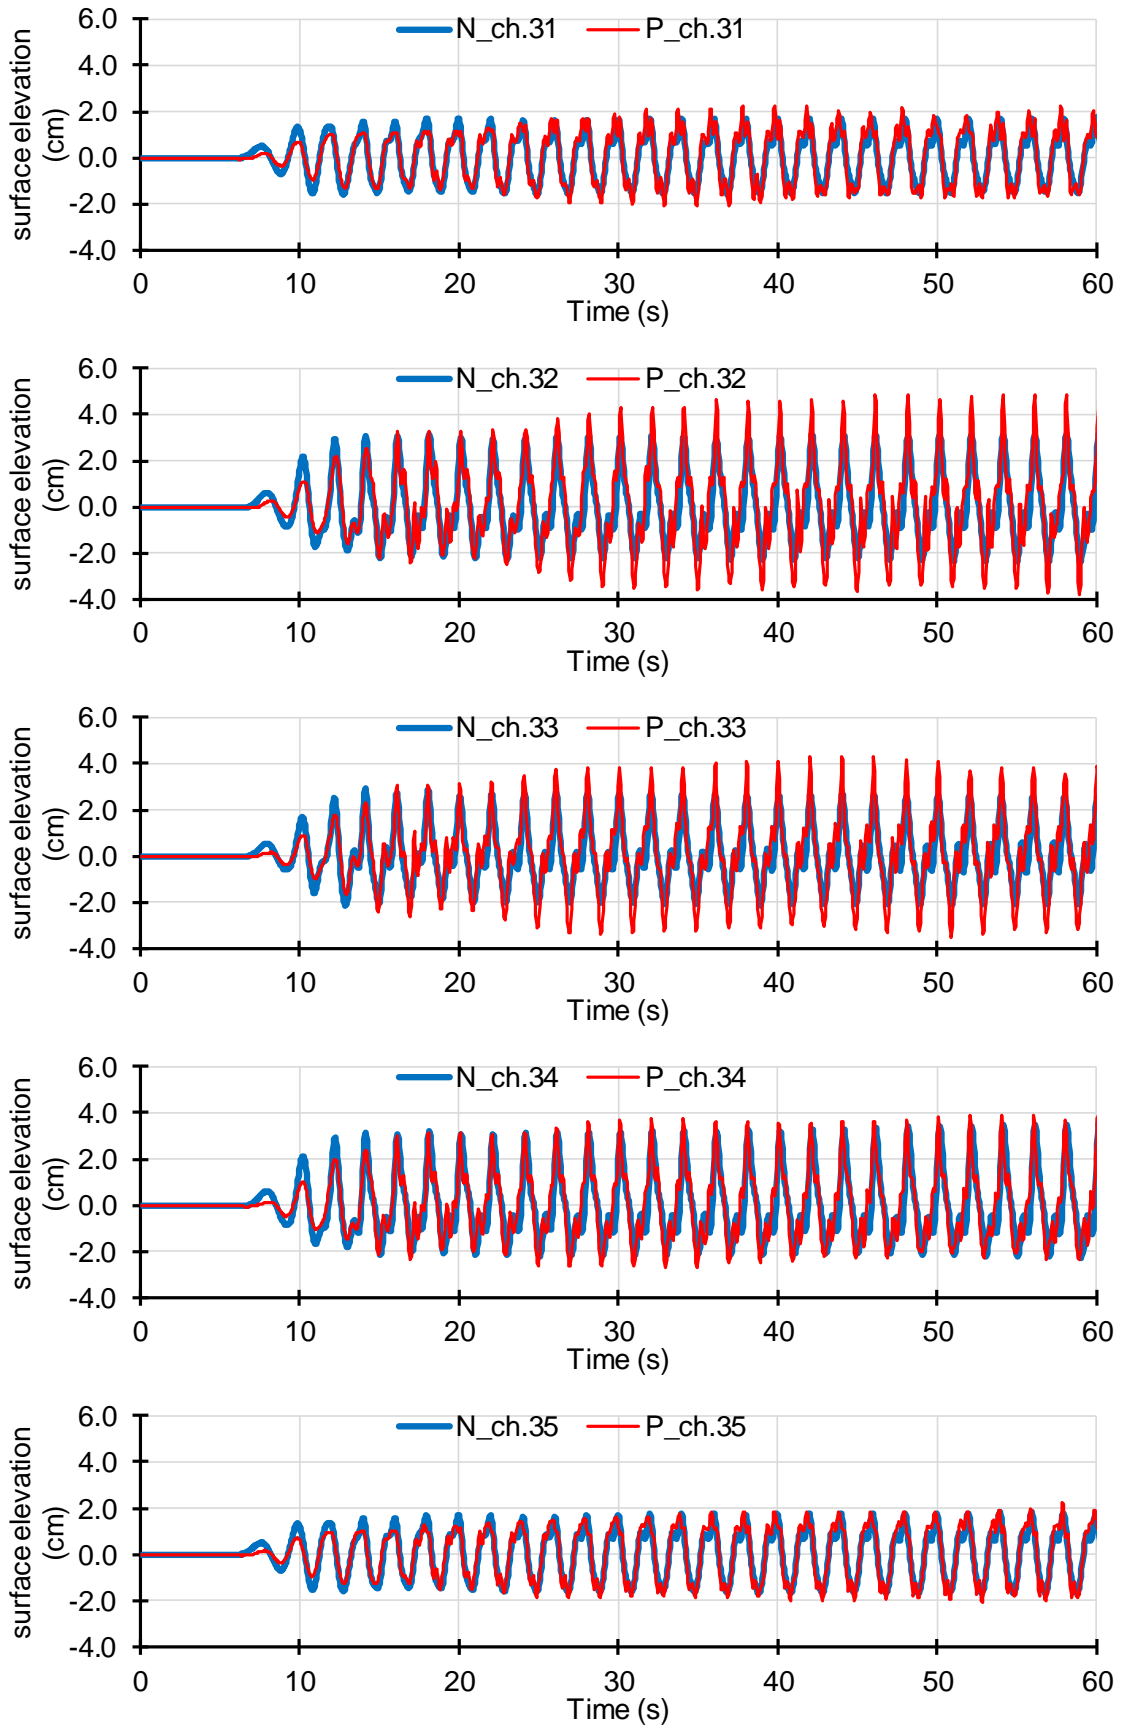 6.0
N_ch.31 P_ch.31
4.0
2.0
0.0
-2.0
-4.0
surface elevation
(cm)
0 10 20 30 40 50 60
Time (s)
6.0
N_ch.32 P_ch.32
4.0
2.0
0.0
-2.0
-4.0
surface elevation
(cm)
0 10 20 30 40 50 60
Time (s)
6.0
N_ch.33 P_ch.33
4.0
2.0
0.0
-2.0
-4.0
surface elevation
(cm)
0 10 20 30 40 50 60
Time (s)
6.0
N_ch.34 P_ch.34
4.0
2.0
0.0
-2.0
-4.0
surface elevation
(cm)
0 10 20 30 40 50 60
Time (s)
6.0
N_ch.35 P_ch.35
4.0
2.0
0.0
-2.0
-4.0
surface elevation
(cm)
0 10 20 30 40 50 60
Time (s)